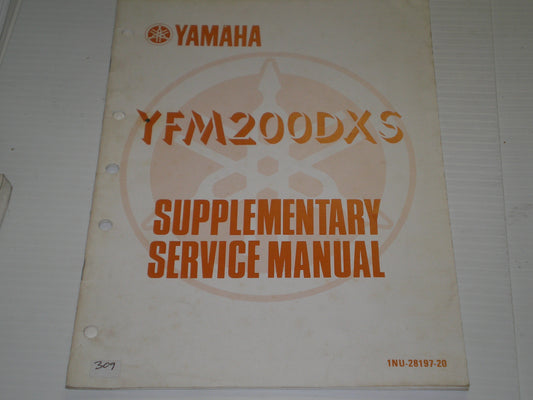 YAMAHA
YFM200DXS
SUPPLEMENTARY
SERVICE MANUAL
309
1NU-28197-20